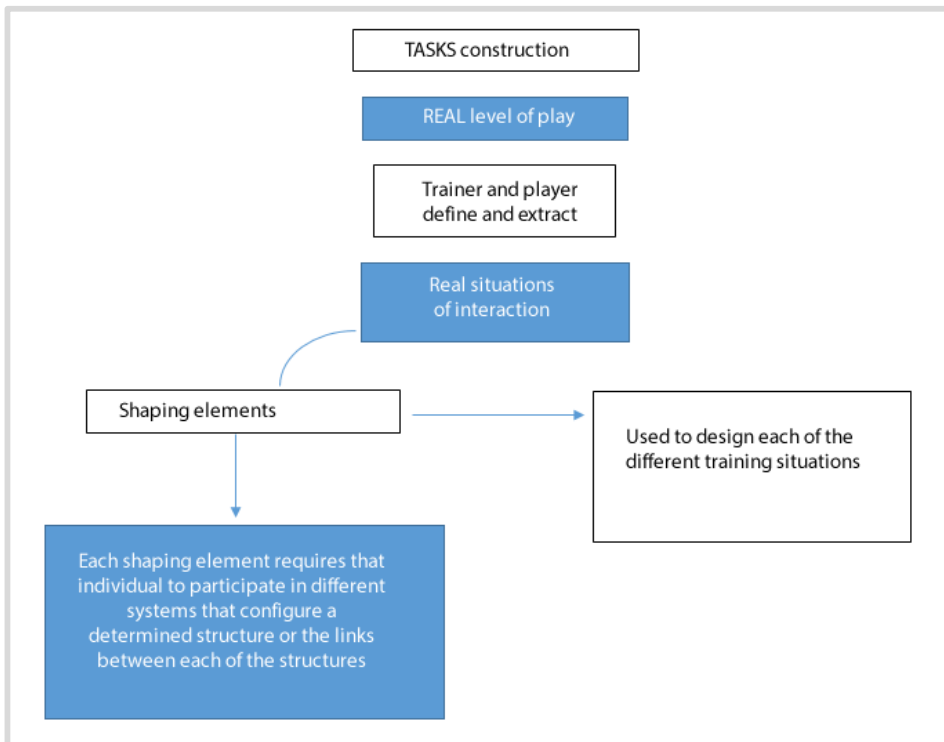 TASKS construction
REAL level of play
Trainer and player
define and extract
Real situations
of interaction
Shaping elements
Used to design each of the
different training situations
Each shaping element requires that
individual to participate in different
systems that configure a
determined structure or the links
between each of the structures